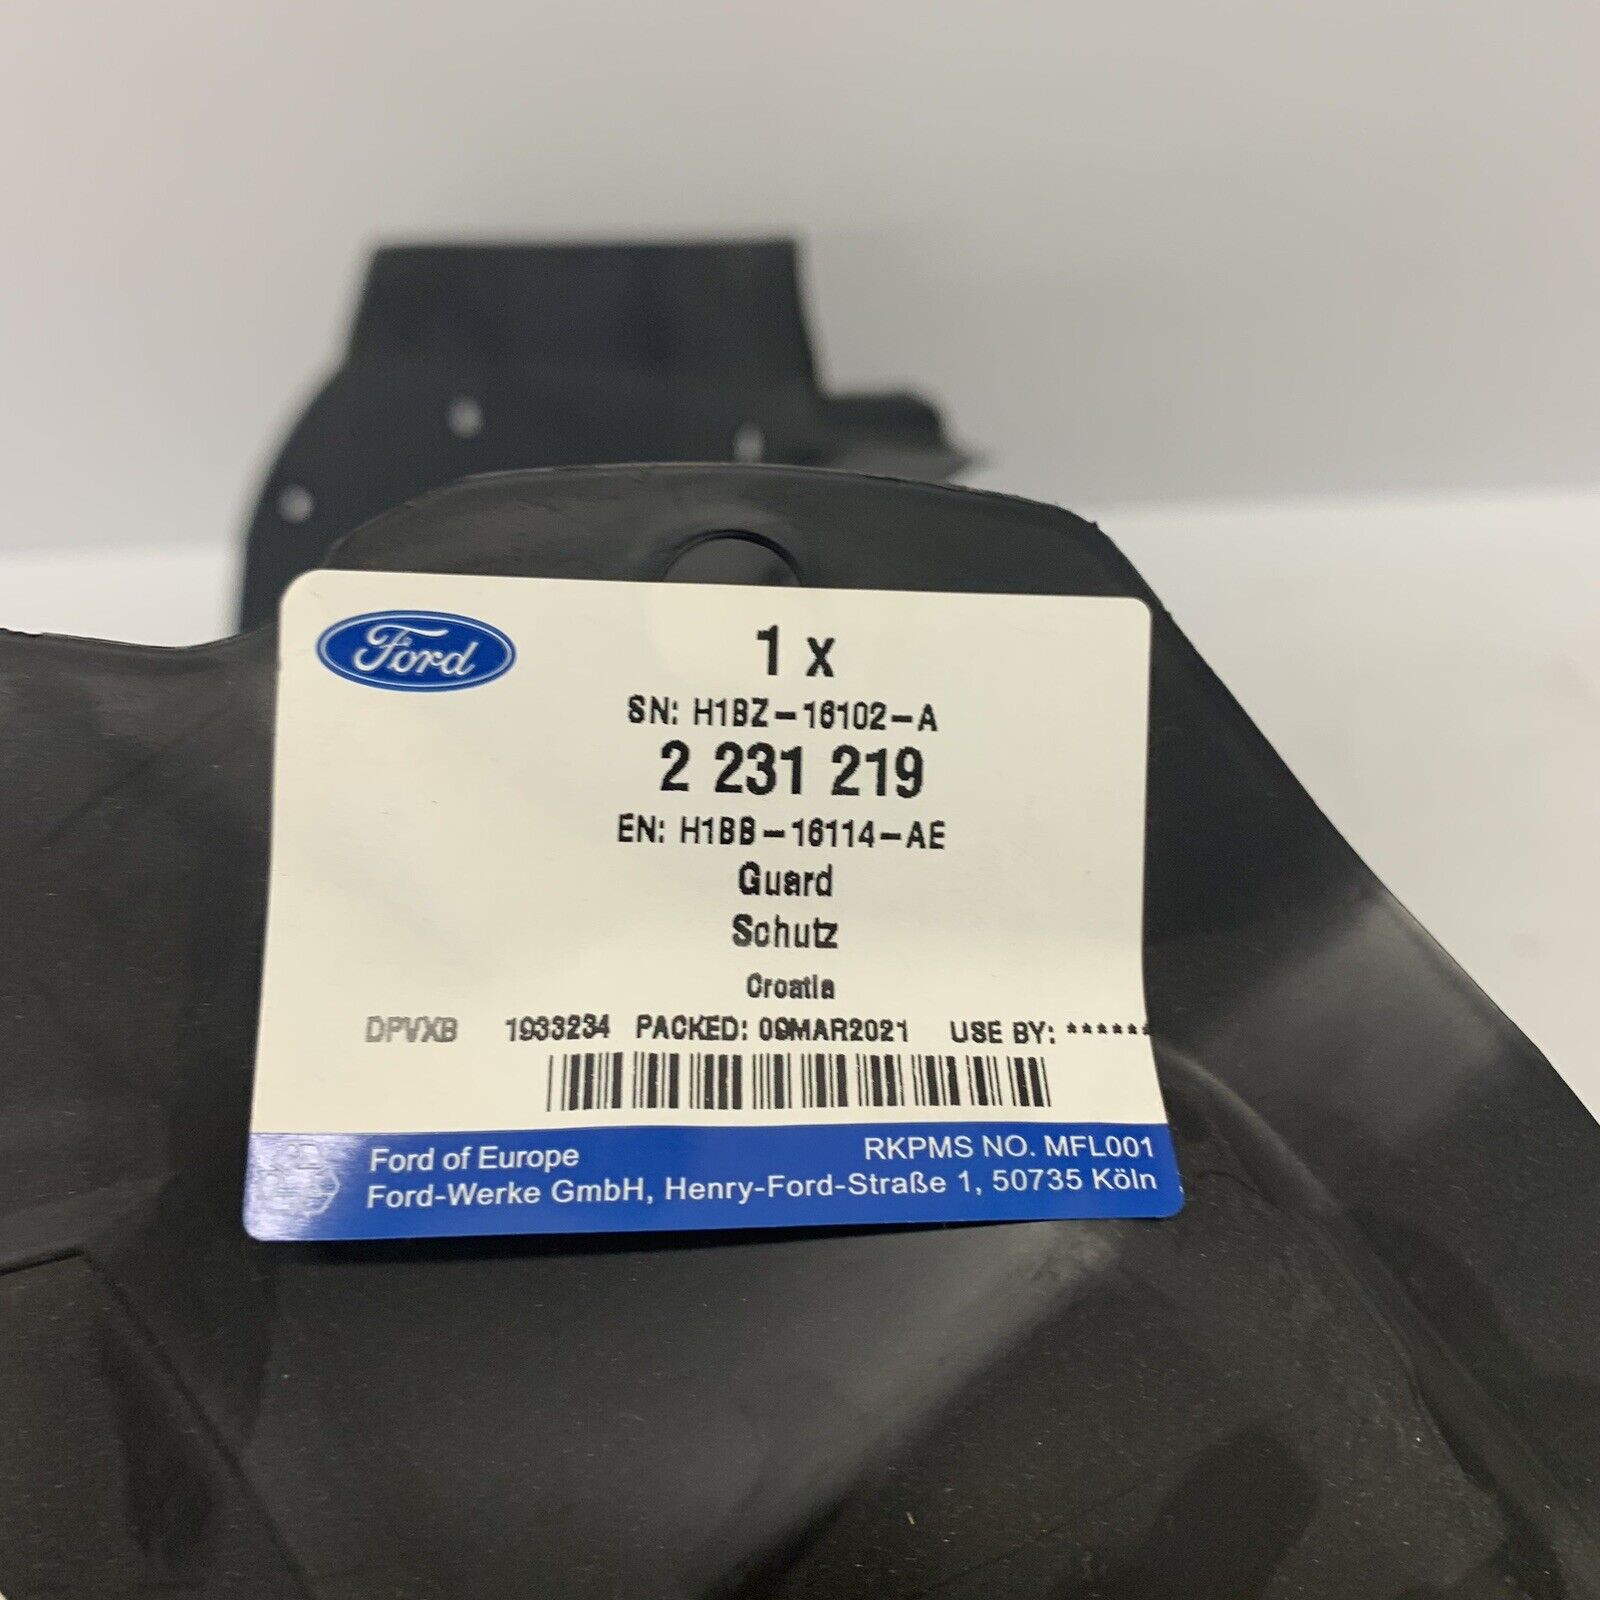 Ford
1 x
SN: H1BZ-16102-A
2 231 219
EN: H1BB-16114-AE
Guard
Schutz
Croatia
DPVXB 1933234 PACKED: 09MAR2021 USE BY: ******
Ford of Europe RKPMS NO. MFL001
Ford-Werke GmbH, Henry-Ford-Straße 1, 50735 Köln